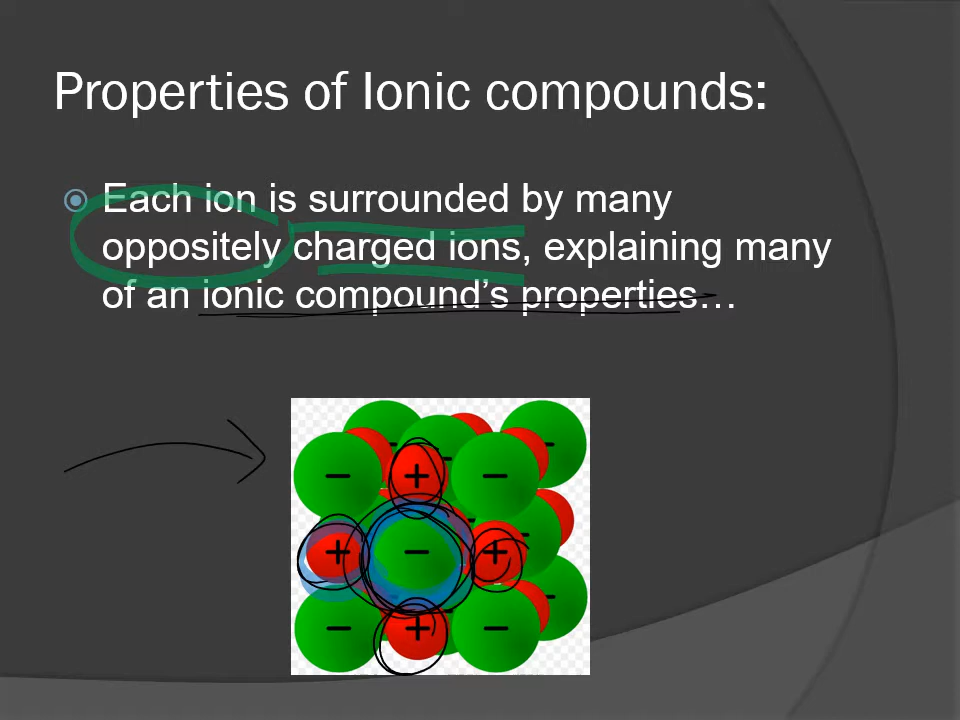 Properties of Ionic compounds:
Each ion is surrounded by many
oppositely charged ions, explaining many
of an ionic compound’s properties…
- + -
+ - +
- + -